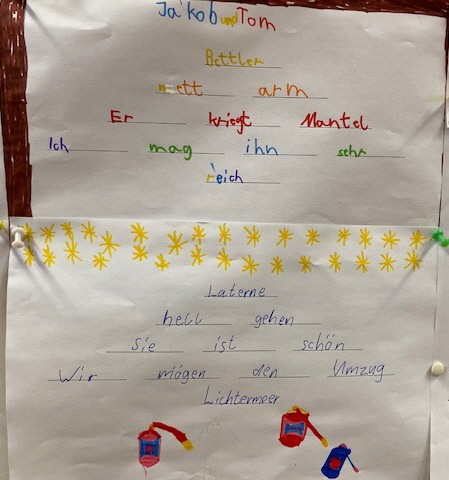 Jakob und Tom
Bettler
nett arm
Er kriegt Mantel
Ich mag ihn sehr
reich
Laterne
hell gehen
Sie ist schön
Wir mögen den Umzug
Lichtermeer